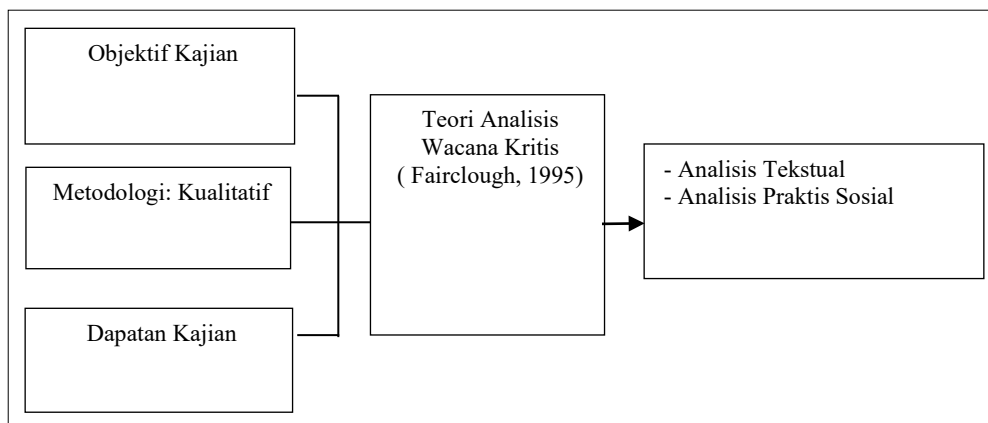 Objektif Kajian
Metodologi: Kualitatif
Dapatan Kajian
Teori Analisis
Wacana Kritis
( Fairclough, 1995)
- Analisis Tekstual
- Analisis Praktis Sosial